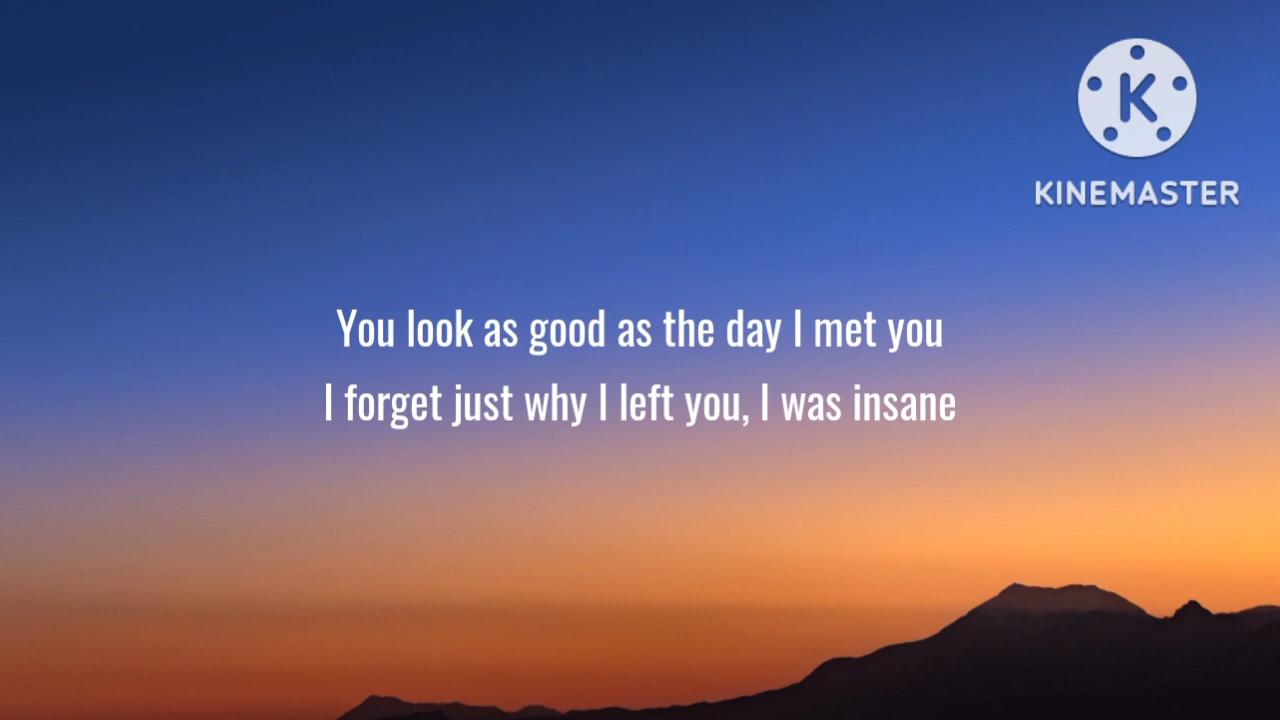 K
KINEMASTER
You look as good as the day I met you
I forget just why I left you, I was insane